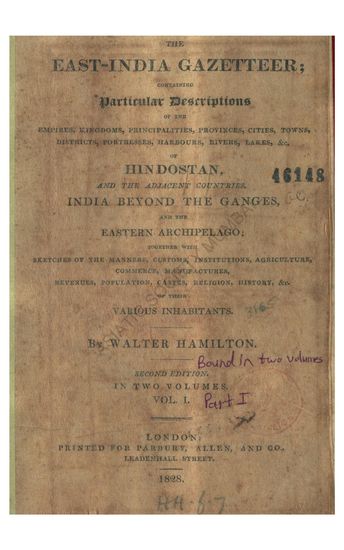 THE
EAST-INDIA GAZETTEER;
CONTAINING
Particular Descriptions
OF THE
EMPIRES, KINGDOMS, PRINCIPALITIES, PROVINCES, CITIES, TOWNS,
DISTRICTS, FORTRESSES, HARBOURS, RIVERS, LAKES, &c.
OF
HINDOSTAN,
46148
AND THE ADJACENT COUNTRIES,
INDIA BEYOND THE GANGES,
AND THE
EASTERN ARCHIPELAGO;
TOGETHER WITH
SKETCHES OF THE MANNERS, CUSTOMS, INSTITUTIONS, AGRICULTURE,
COMMERCE, MANUFACTURES,
REVENUES, POPULATION, CASTES, RELIGION, HISTORY, &c.
OF THEIR
VARIOUS INHABITANTS.
By WALTER HAMILTON.
Bound in two volumes
SECOND EDITION,
IN TWO VOLUMES.
VOL. I.
Part I
LONDON:
PRINTED FOR PARBURY, ALLEN, AND CO.,
LEADENHALL STREET.
1828.